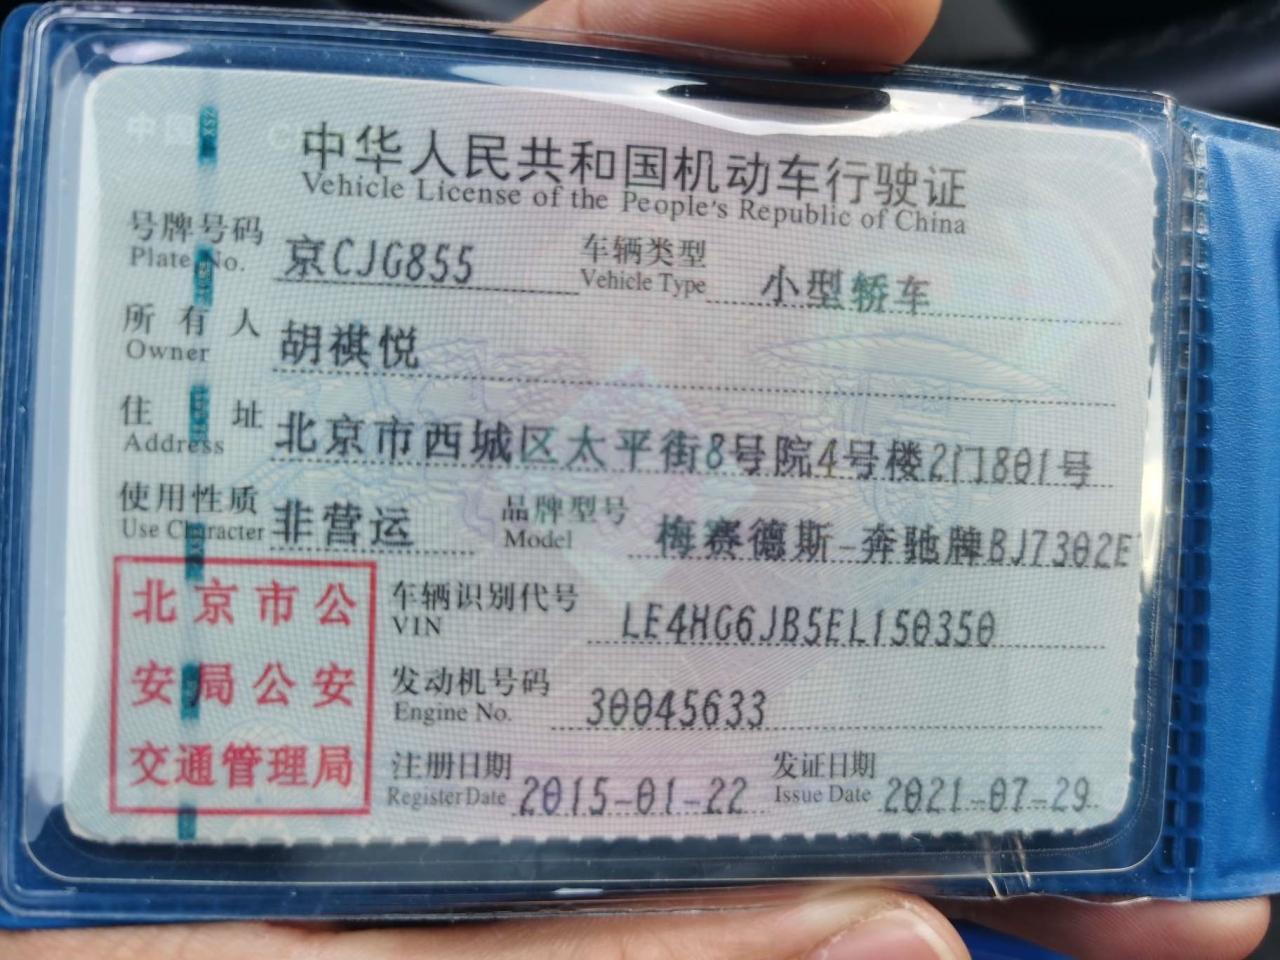 中华人民共和国机动车行驶证
Vehicle License of the People's Republic of China
号牌号码 京CJG855 车辆类型 小型轿车
Plate No. Vehicle Type
所有人 胡祺悦
Owner
住址 北京市西城区太平街8号院4号楼2门801号
Address
使用性质 非营运 品牌型号 梅赛德斯-奔驰牌BJ7302E
Use Character Model
北京市公
安局公安
交通管理局
车辆识别代号 LE4HG6JB5EL150350
VIN
发动机号码 30045633
Engine No.
注册日期 2015-01-22 发证日期 2021-07-29
Register Date Issue Date